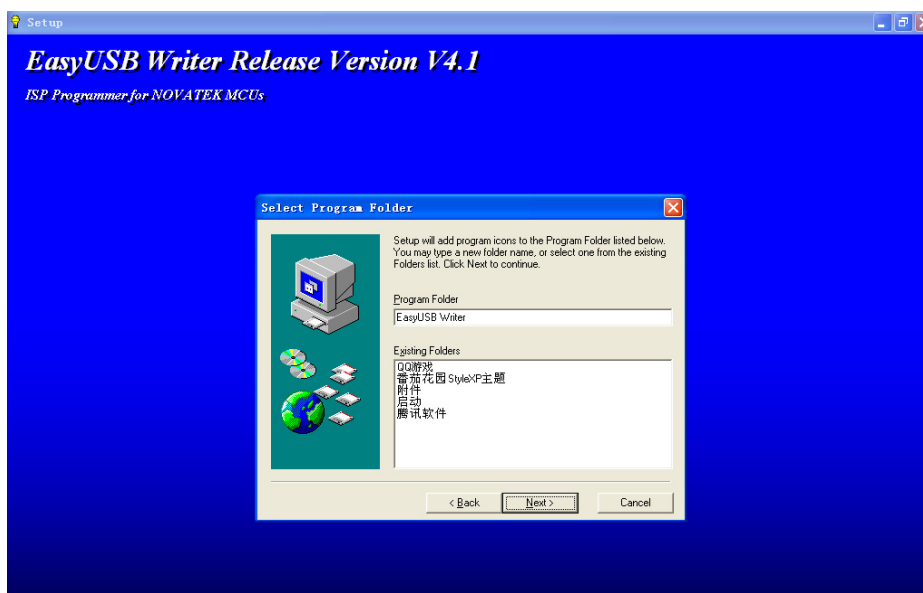 Setup
EasyUSB Writer Release Version V4.1
ISP Programmer for NOVATEK MCUs
Select Program Folder
Setup will add program icons to the Program Folder listed below.
You may type a new folder name, or select one from the existing
Folders list. Click Next to continue.
Program Folder
EasyUSB Writer
Existing Folders
QQ游戏
番茄花园 StyleXP主题
附件
启动
腾讯软件
< Back
Next >
Cancel